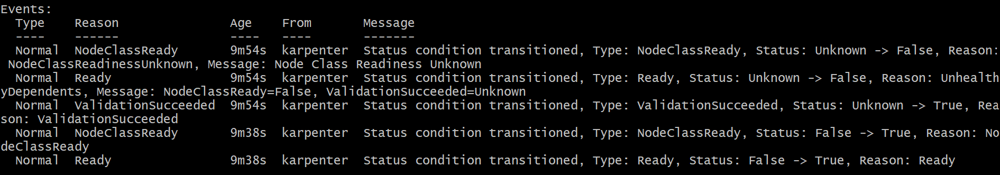 Events:
  Type    Reason               Age    From       Message
  ----    ------               ----   ----       -------
  Normal  NodeClassReady       9m54s  karpenter  Status condition transitioned, Type: NodeClassReady, Status: Unknown -> False, Reason:
 NodeClassReadinessUnknown, Message: Node Class Readiness Unknown
  Normal  Ready                9m54s  karpenter  Status condition transitioned, Type: Ready, Status: Unknown -> False, Reason: Unhealth
yDependents, Message: NodeClassReady=False, ValidationSucceeded=Unknown
  Normal  ValidationSucceeded  9m54s  karpenter  Status condition transitioned, Type: ValidationSucceeded, Status: Unknown -> True, Rea
son: ValidationSucceeded
  Normal  NodeClassReady       9m38s  karpenter  Status condition transitioned, Type: NodeClassReady, Status: False -> True, Reason: No
deClassReady
  Normal  Ready                9m38s  karpenter  Status condition transitioned, Type: Ready, Status: False -> True, Reason: Ready